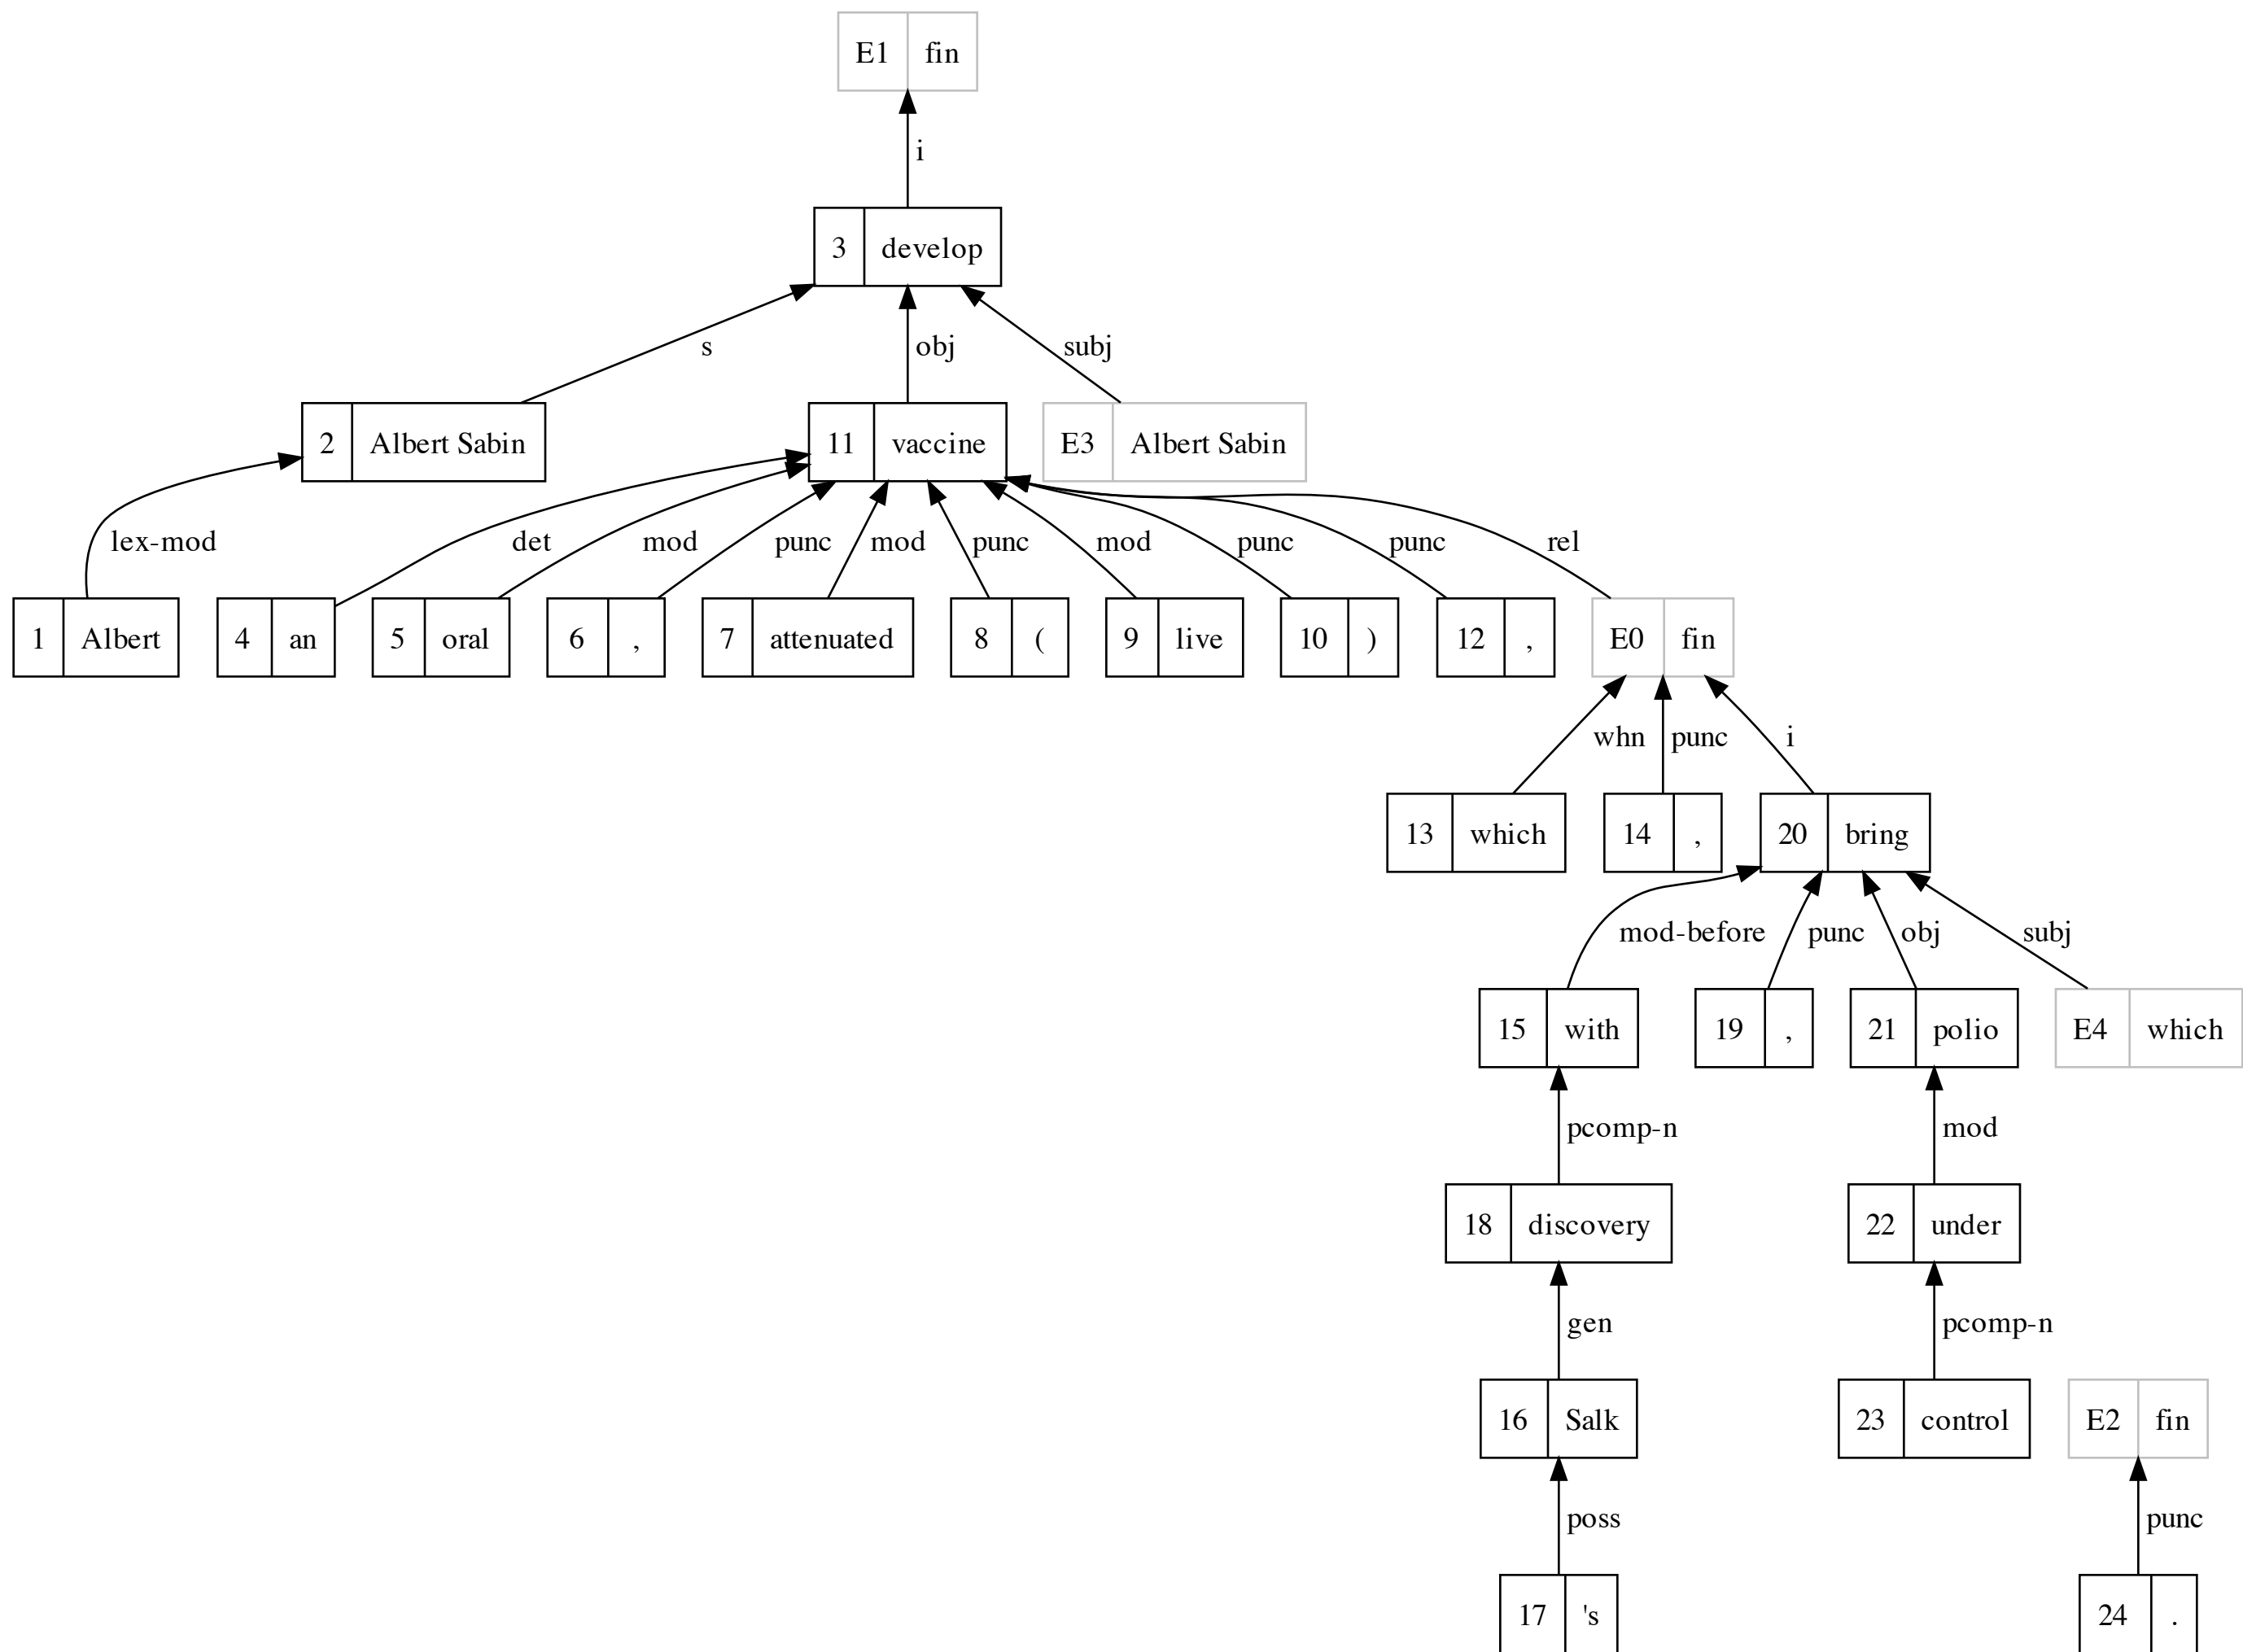 E1 fin
i
3 develop
s obj subj
2 Albert Sabin 11 vaccine E3 Albert Sabin
lex-mod det mod punc mod punc mod punc punc rel
1 Albert 4 an 5 oral 6 , 7 attenuated 8 ( 9 live 10 ) 12 , E0 fin
whn punc i
13 which 14 , 20 bring
mod-before punc obj subj
15 with 19 , 21 polio E4 which
pcomp-n mod
18 discovery 22 under
gen pcomp-n
16 Salk 23 control E2 fin
poss punc
17 's 24 .